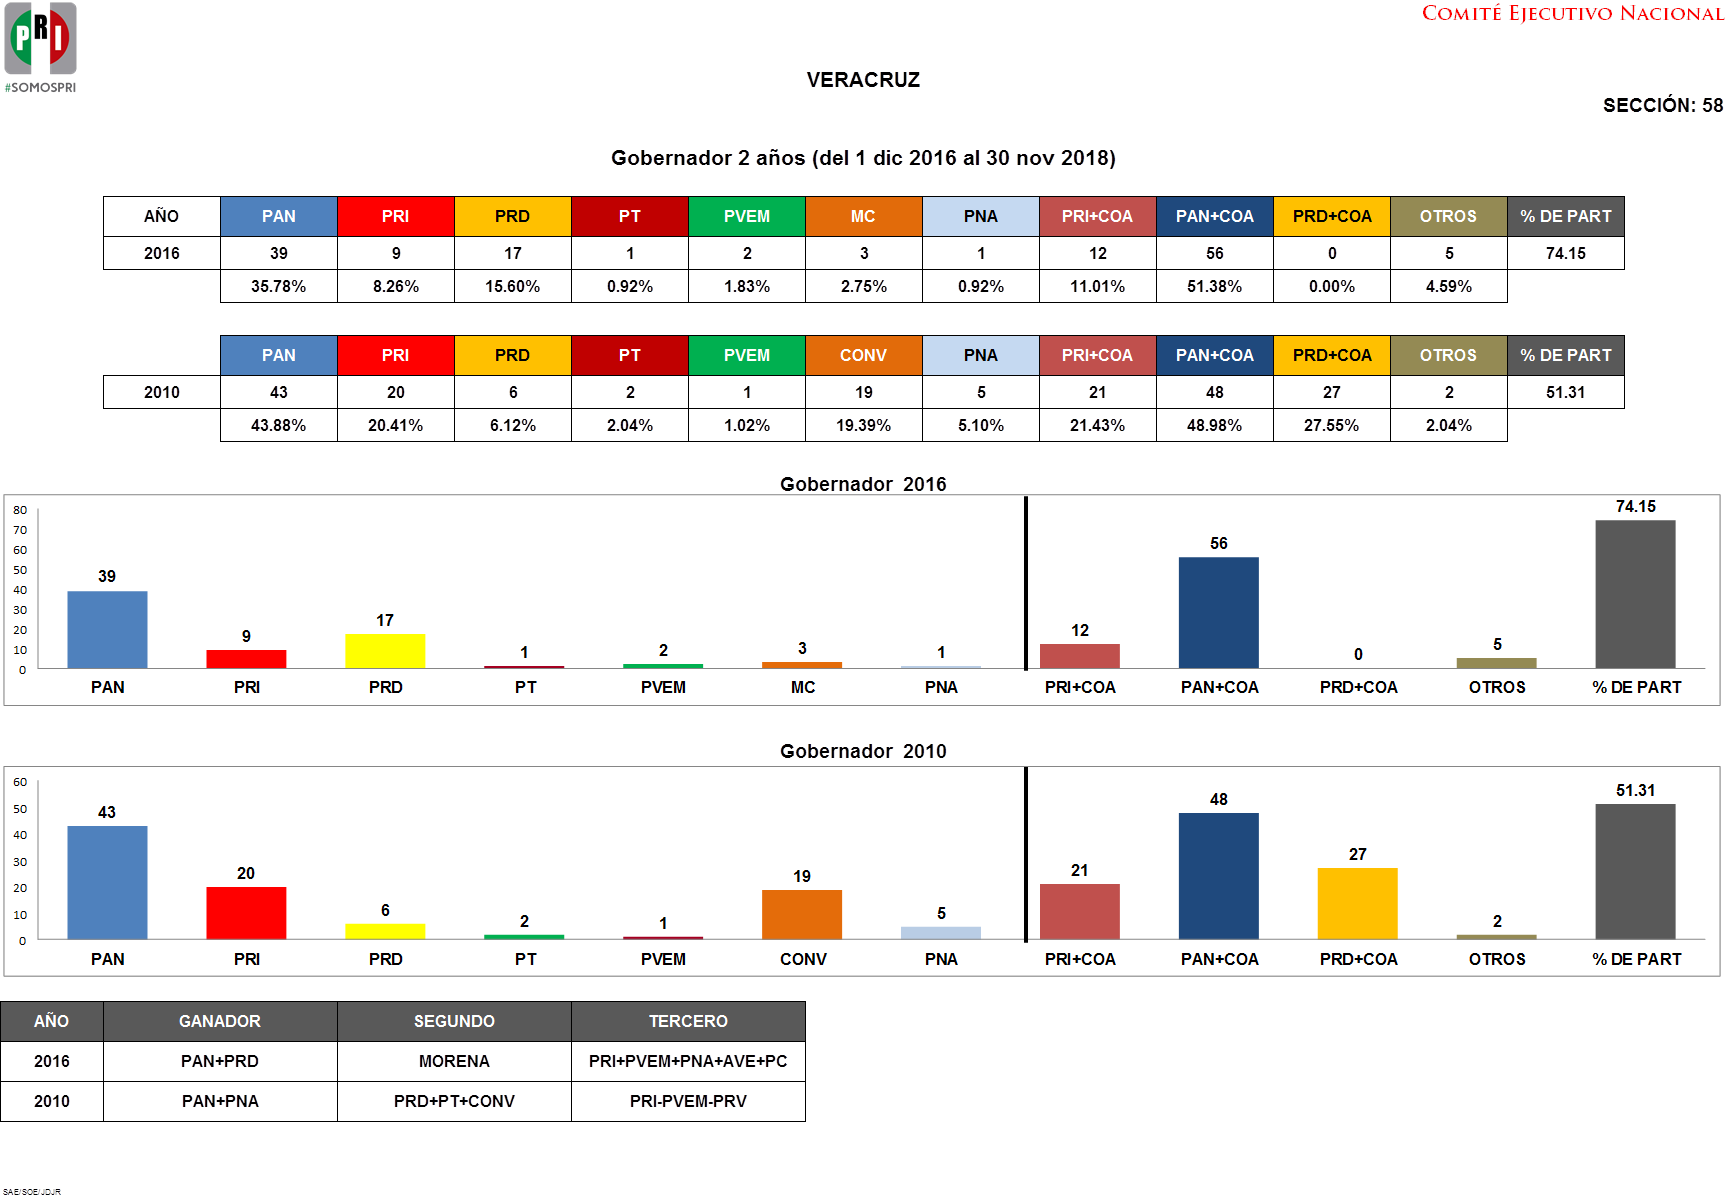 PRI
#SOMOSPRI
COMITÉ EJECUTIVO NACIONAL
VERACRUZ
SECCIÓN: 58
Gobernador 2 años (del 1 dic 2016 al 30 nov 2018)
AÑO PAN PRI PRD PT PVEM MC PNA PRI+COA PAN+COA PRD+COA OTROS % DE PART
2016 39 9 17 1 2 3 1 12 56 0 5 74.15
35.78% 8.26% 15.60% 0.92% 1.83% 2.75% 0.92% 11.01% 51.38% 0.00% 4.59%
PAN PRI PRD PT PVEM CONV PNA PRI+COA PAN+COA PRD+COA OTROS % DE PART
2010 43 20 6 2 1 19 5 21 48 27 2 51.31
43.88% 20.41% 6.12% 2.04% 1.02% 19.39% 5.10% 21.43% 48.98% 27.55% 2.04%
Gobernador 2016
80
70
60
50
40
30
20
10
0
39 9 17 1 2 3 1 12 56 0 5 74.15
PAN PRI PRD PT PVEM MC PNA PRI+COA PAN+COA PRD+COA OTROS % DE PART
Gobernador 2010
60
50
40
30
20
10
0
43 20 6 2 1 19 5 21 48 27 2 51.31
PAN PRI PRD PT PVEM CONV PNA PRI+COA PAN+COA PRD+COA OTROS % DE PART
AÑO GANADOR SEGUNDO TERCERO
2016 PAN+PRD MORENA PRI+PVEM+PNA+AVE+PC
2010 PAN+PNA PRD+PT+CONV PRI-PVEM-PRV
SAE/SOE/JDJR